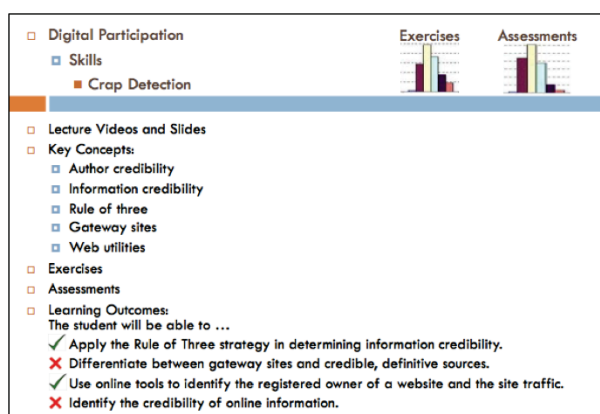 Digital Participation
Skills
Crap Detection
Exercises
Assessments
Lecture Videos and Slides
Key Concepts:
Author credibility
Information credibility
Rule of three
Gateway sites
Web utilities
Exercises
Assessments
Learning Outcomes:
The student will be able to ...
Apply the Rule of Three strategy in determining information credibility.
Differentiate between gateway sites and credible, definitive sources.
Use online tools to identify the registered owner of a website and the site traffic.
Identify the credibility of online information.